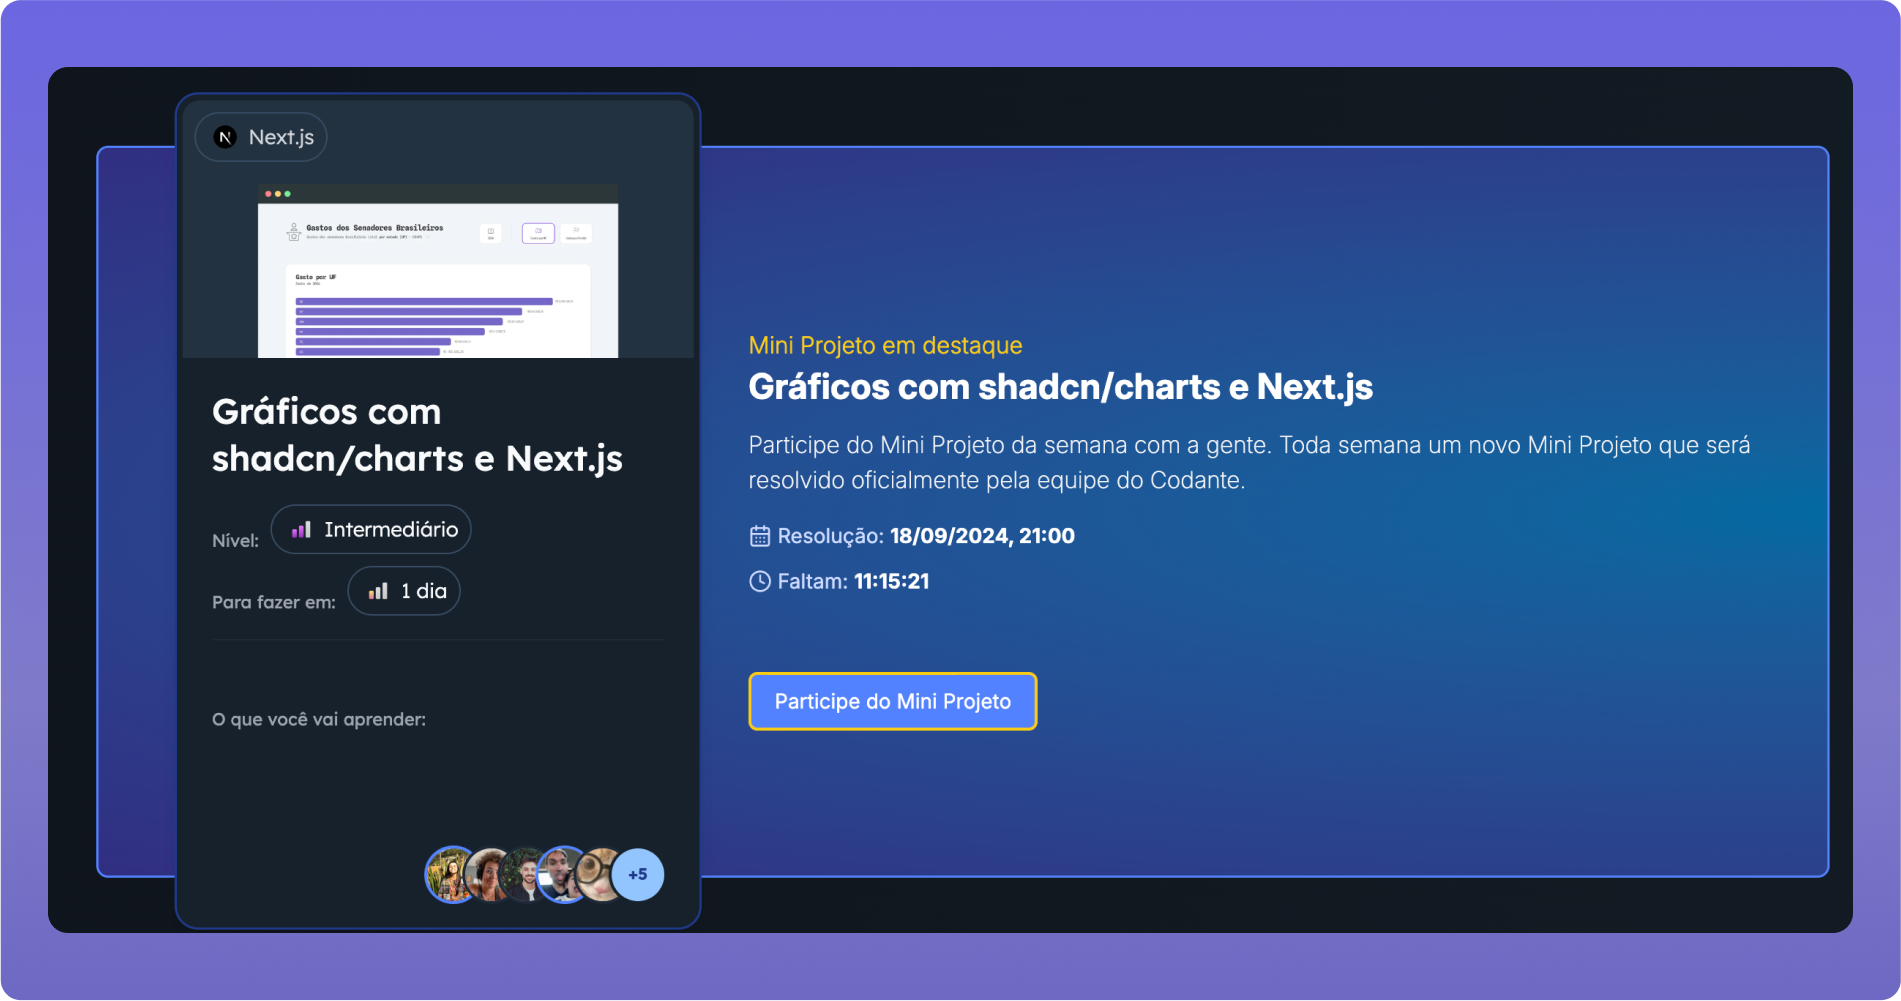 Next.js
Gastos dos Senadores Brasileiros
Gasto por UF
Gráficos com
shadcn/charts e Next.js
Nível:
Intermediário
Para fazer em:
1 dia
O que você vai aprender:
+5
Mini Projeto em destaque
Gráficos com shadcn/charts e Next.js
Participe do Mini Projeto da semana com a gente. Toda semana um novo Mini Projeto que será
resolvido oficialmente pela equipe do Codante.
Resolução: 18/09/2024, 21:00
Faltam: 11:15:21
Participe do Mini Projeto